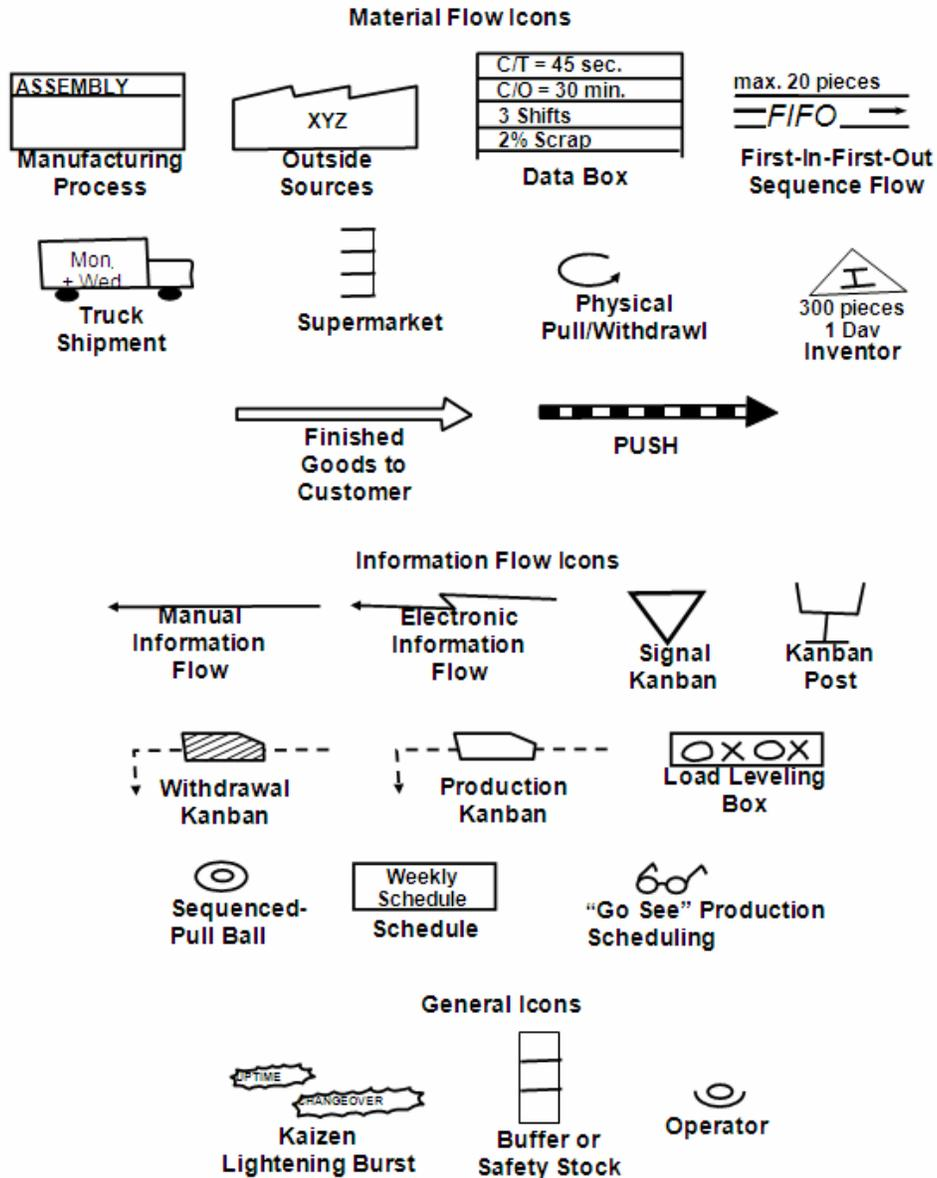 Material Flow Icons
ASSEMBLY
Manufacturing
Process
XYZ
Outside
Sources
C/T = 45 sec.
C/O = 30 min.
3 Shifts
2% Scrap
Data Box
max. 20 pieces
FIFO
First-In-First-Out
Sequence Flow
Mon.
+ Wed
Truck
Shipment
Supermarket
Physical
Pull/Withdrawl
I
300 pieces
1 Day
Inventor
Finished
Goods to
Customer
PUSH
Information Flow Icons
Manual
Information
Flow
Electronic
Information
Flow
Signal
Kanban
Kanban
Post
Withdrawal
Kanban
Production
Kanban
OXOX
Load Leveling
Box
Sequenced-
Pull Ball
Weekly
Schedule
Schedule
“Go See” Production
Scheduling
General Icons
UPTIME
CHANGEOVER
Kaizen
Lightening Burst
Buffer or
Safety Stock
Operator